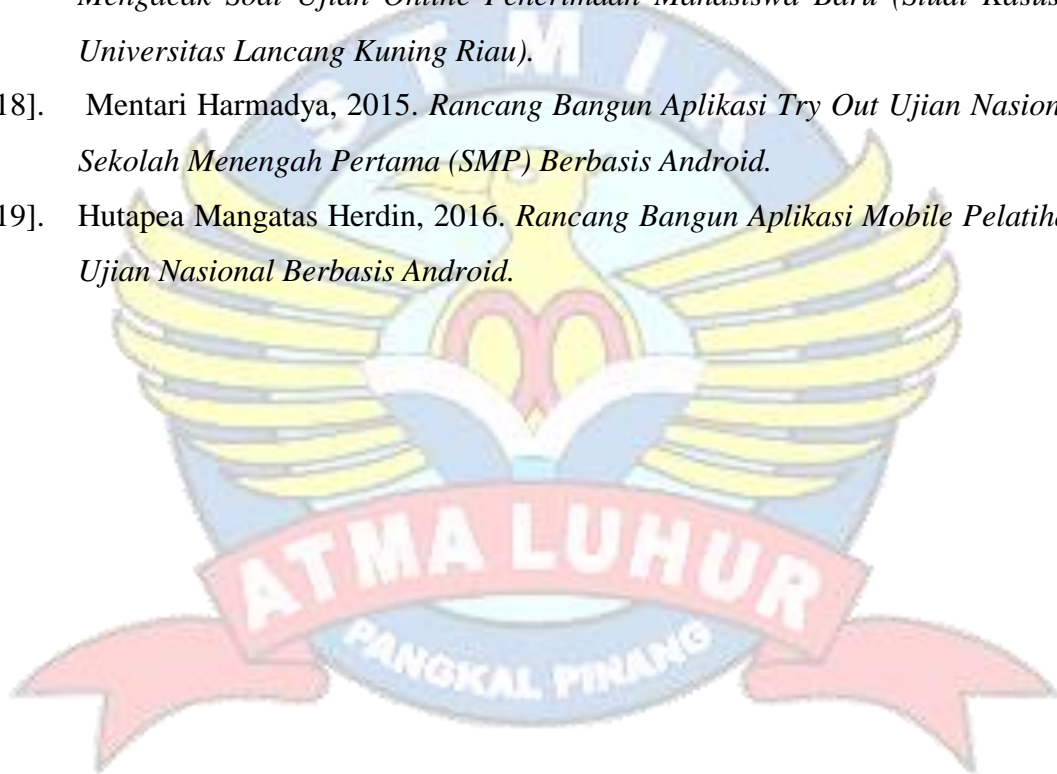 Mengacak Soal Ujian Online Penerimaan Mahasiswa Baru (Studi Kasus
Universitas Lancang Kuning Riau).
18]. Mentari Harmadya, 2015. Rancang Bangun Aplikasi Try Out Ujian Nasion
Sekolah Menengah Pertama (SMP) Berbasis Android.
19]. Hutapea Mangatas Herdin, 2016. Rancang Bangun Aplikasi Mobile Pelatiha
Ujian Nasional Berbasis Android.
STMIK
ATMA LUHUR
PANGKAL PINANG